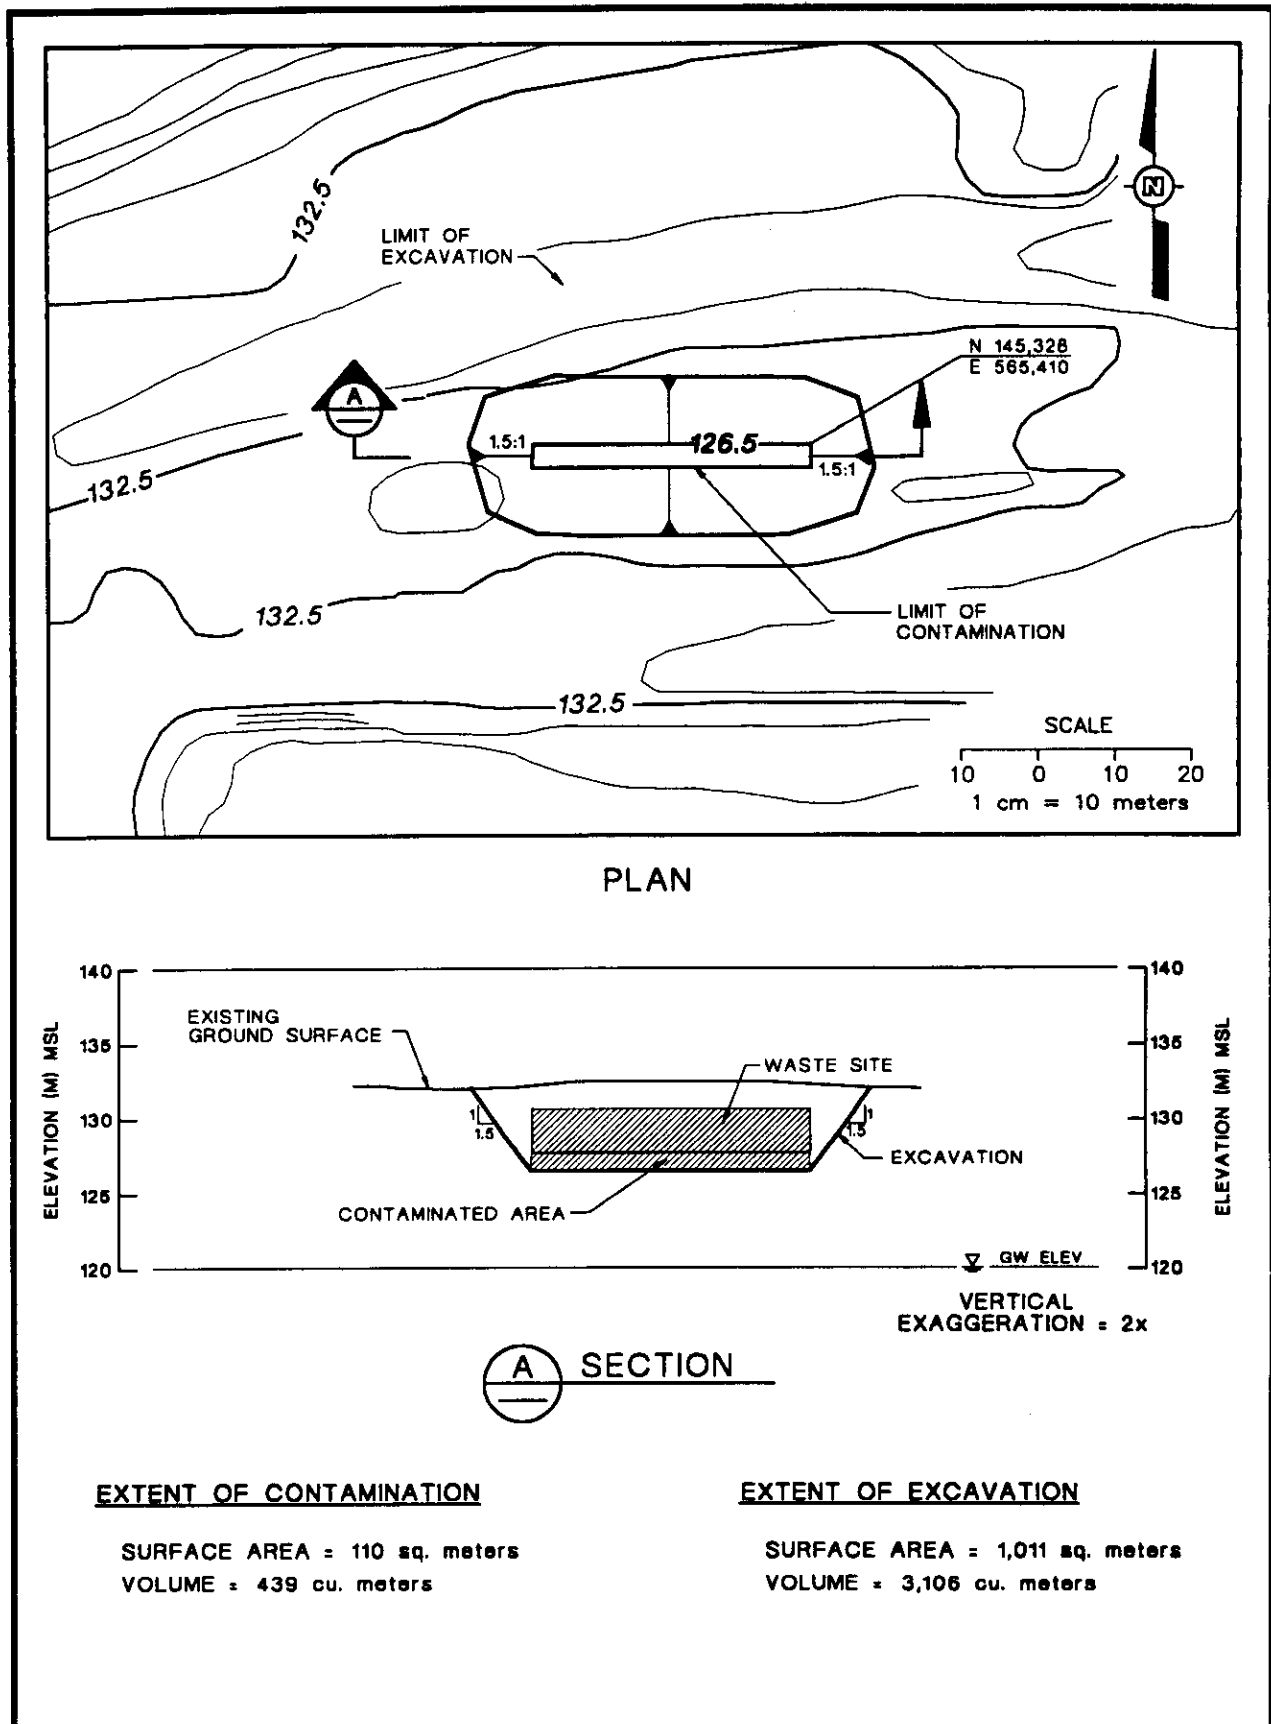 132.5
LIMIT OF
EXCAVATION
N
N 145,328
E 565,410
A
1.5:1
126.5
1.5:1
132.5
132.5
LIMIT OF
CONTAMINATION
132.5
SCALE
10 0 10 20
1 cm = 10 meters
PLAN
140
140
EXISTING
GROUND SURFACE
135
135
WASTE SITE
ELEVATION (M) MSL
ELEVATION (M) MSL
130
130
1
1.5
1
1.5
EXCAVATION
125
125
CONTAMINATED AREA
120
120
GW ELEV
VERTICAL
EXAGGERATION = 2x
A SECTION
EXTENT OF CONTAMINATION
SURFACE AREA = 110 sq. meters
VOLUME = 439 cu. meters
EXTENT OF EXCAVATION
SURFACE AREA = 1,011 sq. meters
VOLUME = 3,106 cu. meters